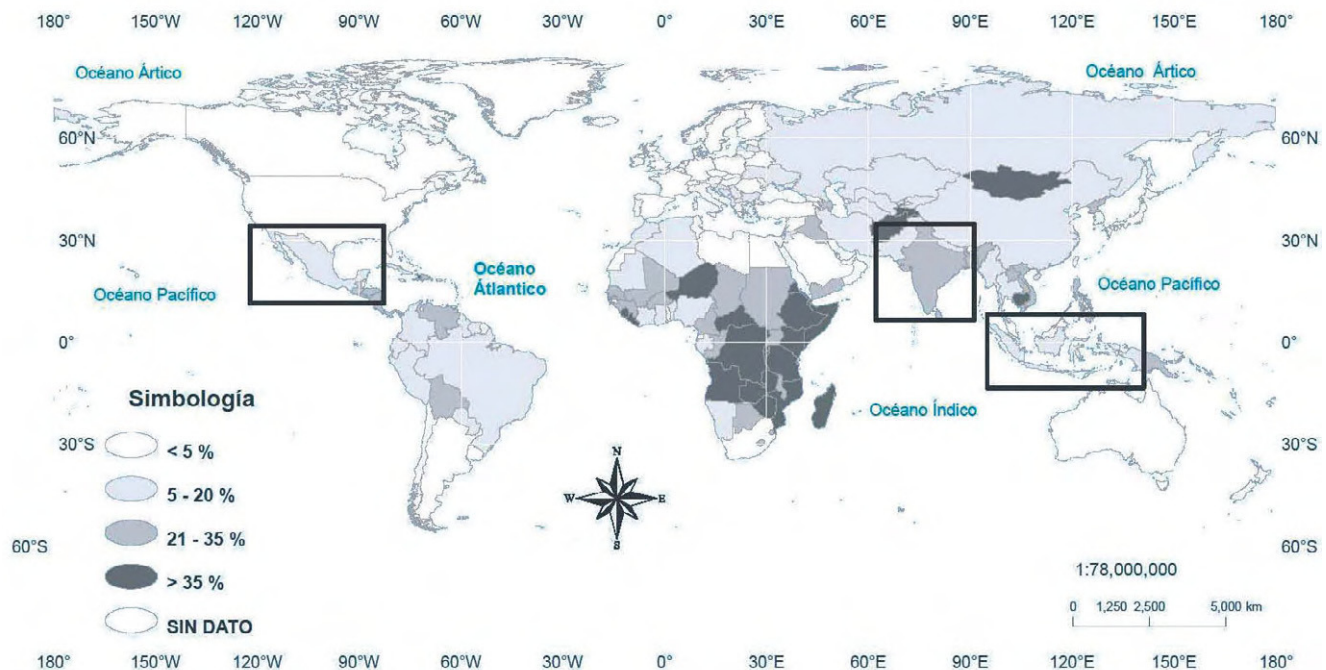 180° 150°W 120°W 90°W 60°W 30°W 0° 30°E 60°E 90°E 120°E 150°E 180°
Océano Ártico
Océano Ártico
60°N
60°N
30°N
30°N
Océano
Átlantico
Océano Pacífico
Océano Pacífico
0°
0°
Simbología
Océano Índico
30°S
30°S
< 5 %
N
5 - 20 %
W
E
21 - 35 %
S
60°S
60°S
> 35 %
1:78,000,000
0 1,250 2,500 5,000 km
SIN DATO
180° 150°W 120°W 90°W 60°W 30°W 0° 30°E 60°E 90°E 120°E 150°E 180°